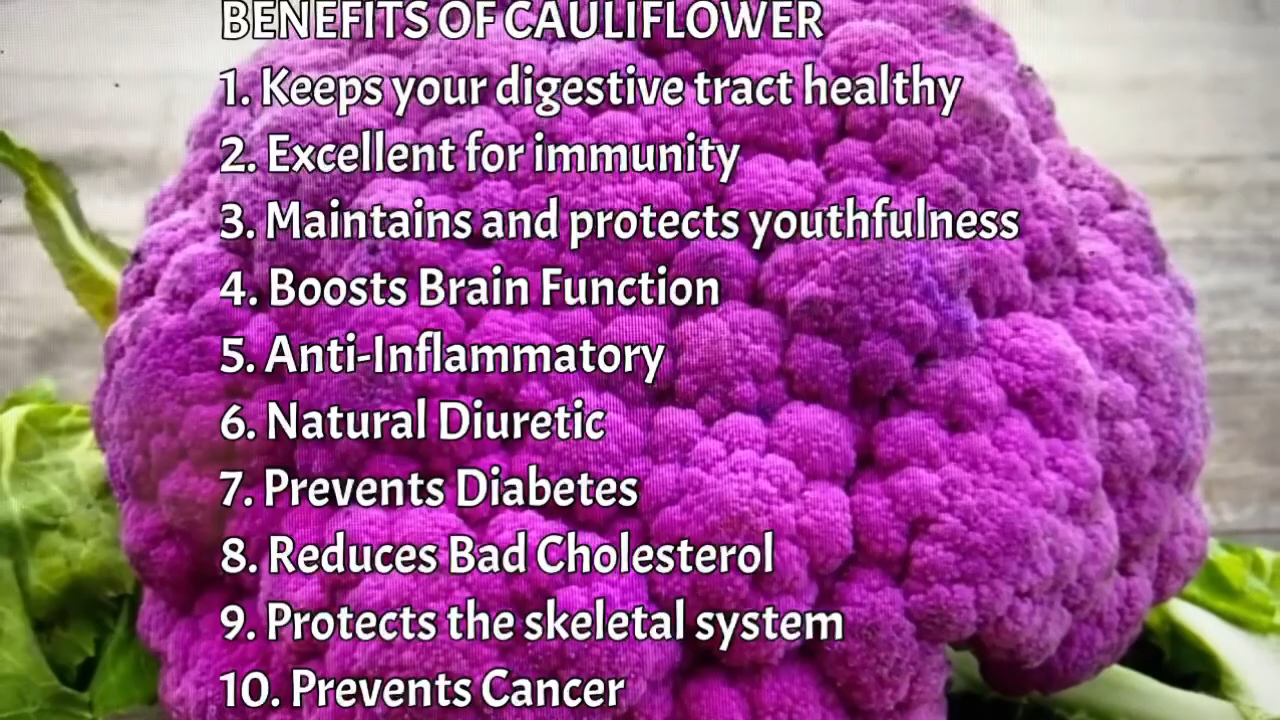 BENEFITS OF CAULIFLOWER
1. Keeps your digestive tract healthy
2. Excellent for immunity
3. Maintains and protects youthfulness
4. Boosts Brain Function
5. Anti-Inflammatory
6. Natural Diuretic
7. Prevents Diabetes
8. Reduces Bad Cholesterol
9. Protects the skeletal system
10. Prevents Cancer